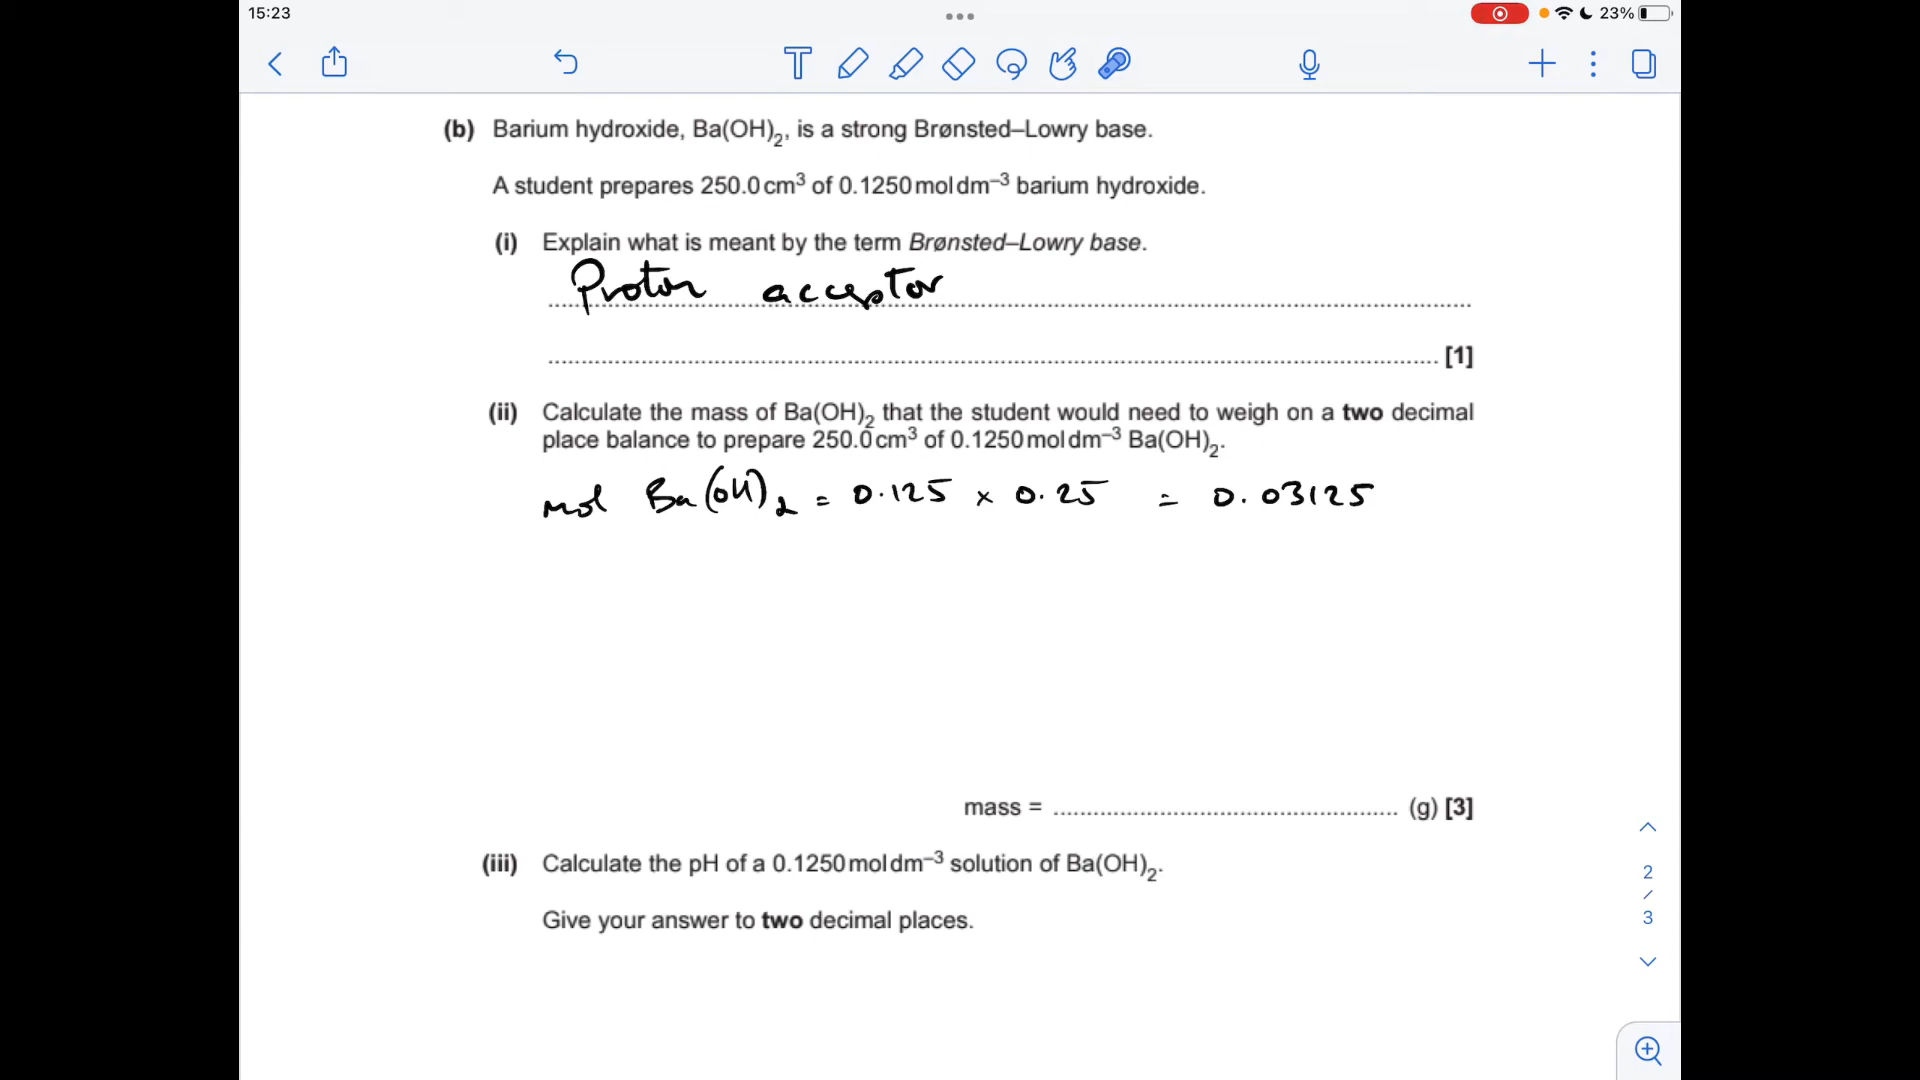 15:23
23%
(b) Barium hydroxide, Ba(OH)₂, is a strong Brønsted–Lowry base.
A student prepares 250.0 cm³ of 0.1250 mol dm⁻³ barium hydroxide.
(i) Explain what is meant by the term Brønsted–Lowry base.
Proton acceptor
[1]
(ii) Calculate the mass of Ba(OH)₂ that the student would need to weigh on a two decimal
place balance to prepare 250.0 cm³ of 0.1250 mol dm⁻³ Ba(OH)₂.
mol Ba(OH)₂ = 0.125 × 0.25 = 0.03125
mass = .................................................... (g) [3]
(iii) Calculate the pH of a 0.1250 mol dm⁻³ solution of Ba(OH)₂.
Give your answer to two decimal places.
2
/
3